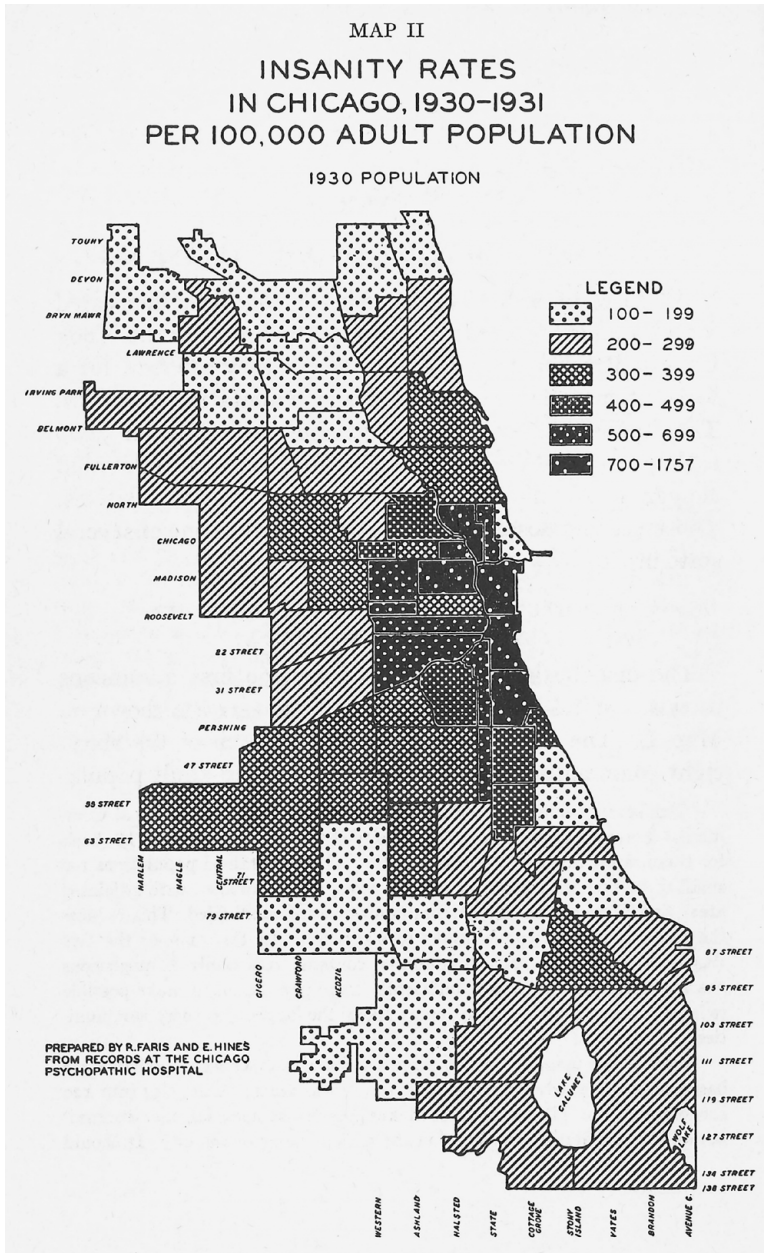 MAP II
INSANITY RATES
IN CHICAGO, 1930–1931
PER 100,000 ADULT POPULATION
1930 POPULATION
TOUHY
DEVON
BRYN MAWR
LAWRENCE
IRVING PARK
BELMONT
FULLERTON
NORTH
CHICAGO
MADISON
ROOSEVELT
22 STREET
31 STREET
PERSHING
47 STREET
55 STREET
63 STREET
HARLEM
NAGLE
CENTRAL
71 STREET
79 STREET
CICERO
CRAWFORD
KEDZIE
LEGEND
100 – 199
200 – 299
300 – 399
400 – 499
500 – 699
700 – 1757
87 STREET
95 STREET
103 STREET
111 STREET
119 STREET
127 STREET
134 STREET
138 STREET
LAKE
CALUMET
WOLF
LAKE
PREPARED BY R. FARIS AND E. HINES
FROM RECORDS AT THE CHICAGO
PSYCHOPATHIC HOSPITAL
WESTERN
ASHLAND
HALSTED
STATE
COTTAGE
GROVE
STONY
ISLAND
YATES
BRANDON
AVENUE C.